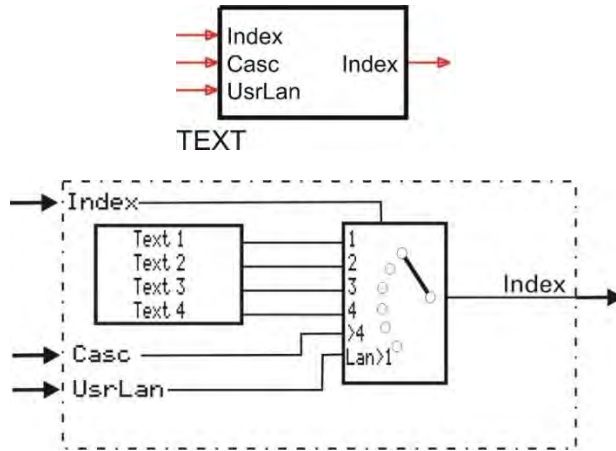 Index
Casc Index
UsrLan
TEXT
Index
Text 1 1
Text 2 2
Text 3 3
Text 4 4
Index
>4
Casc
Lan>1
UsrLan